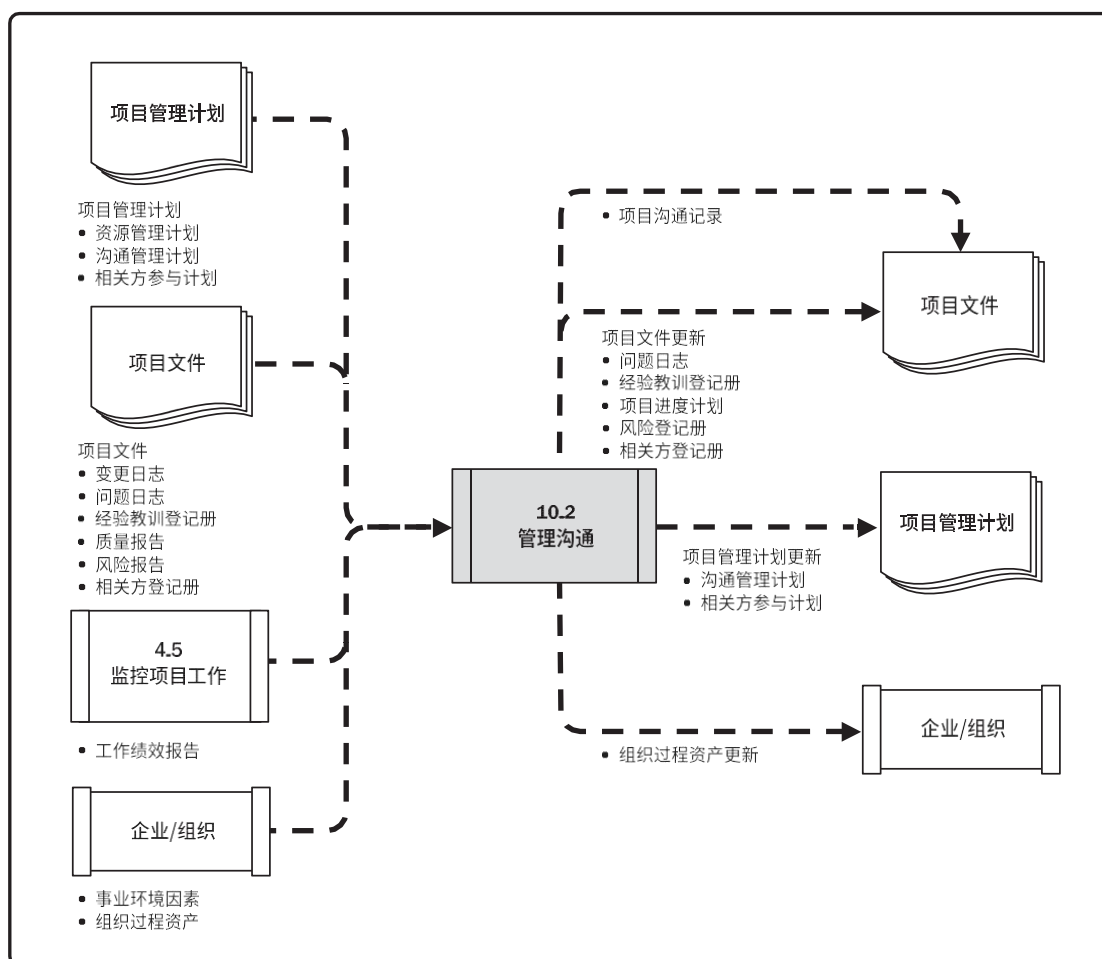 项目管理计划
项目管理计划
• 资源管理计划
• 沟通管理计划
• 相关方参与计划
项目文件
项目文件
• 变更日志
• 问题日志
• 经验教训登记册
• 质量报告
• 风险报告
• 相关方登记册
4.5
监控项目工作
• 工作绩效报告
企业/组织
• 事业环境因素
• 组织过程资产
10.2
管理沟通
• 项目沟通记录
项目文件
项目文件更新
• 问题日志
• 经验教训登记册
• 项目进度计划
• 风险登记册
• 相关方登记册
项目管理计划
项目管理计划更新
• 沟通管理计划
• 相关方参与计划
企业/组织
• 组织过程资产更新